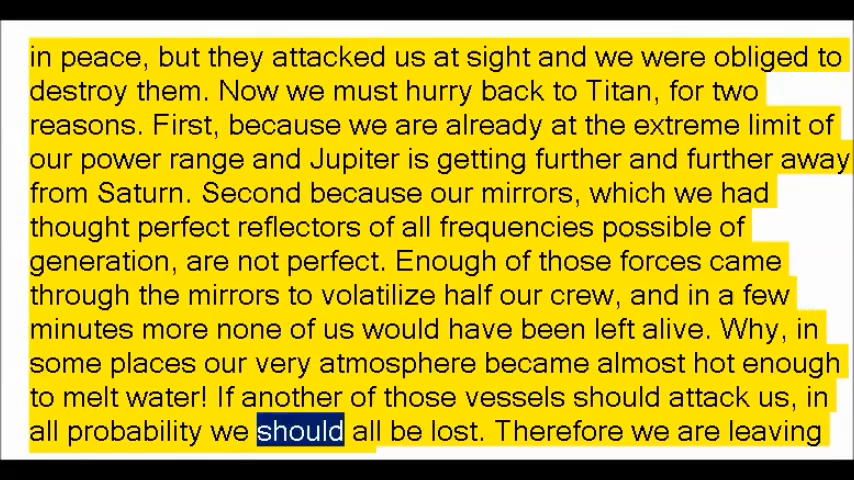 in peace, but they attacked us at sight and we were obliged to
destroy them. Now we must hurry back to Titan, for two
reasons. First, because we are already at the extreme limit of
our power range and Jupiter is getting further and further away
from Saturn. Second because our mirrors, which we had
thought perfect reflectors of all frequencies possible of
generation, are not perfect. Enough of those forces came
through the mirrors to volatilize half our crew, and in a few
minutes more none of us would have been left alive. Why, in
some places our very atmosphere became almost hot enough
to melt water! If another of those vessels should attack us, in
all probability we should all be lost. Therefore we are leaving